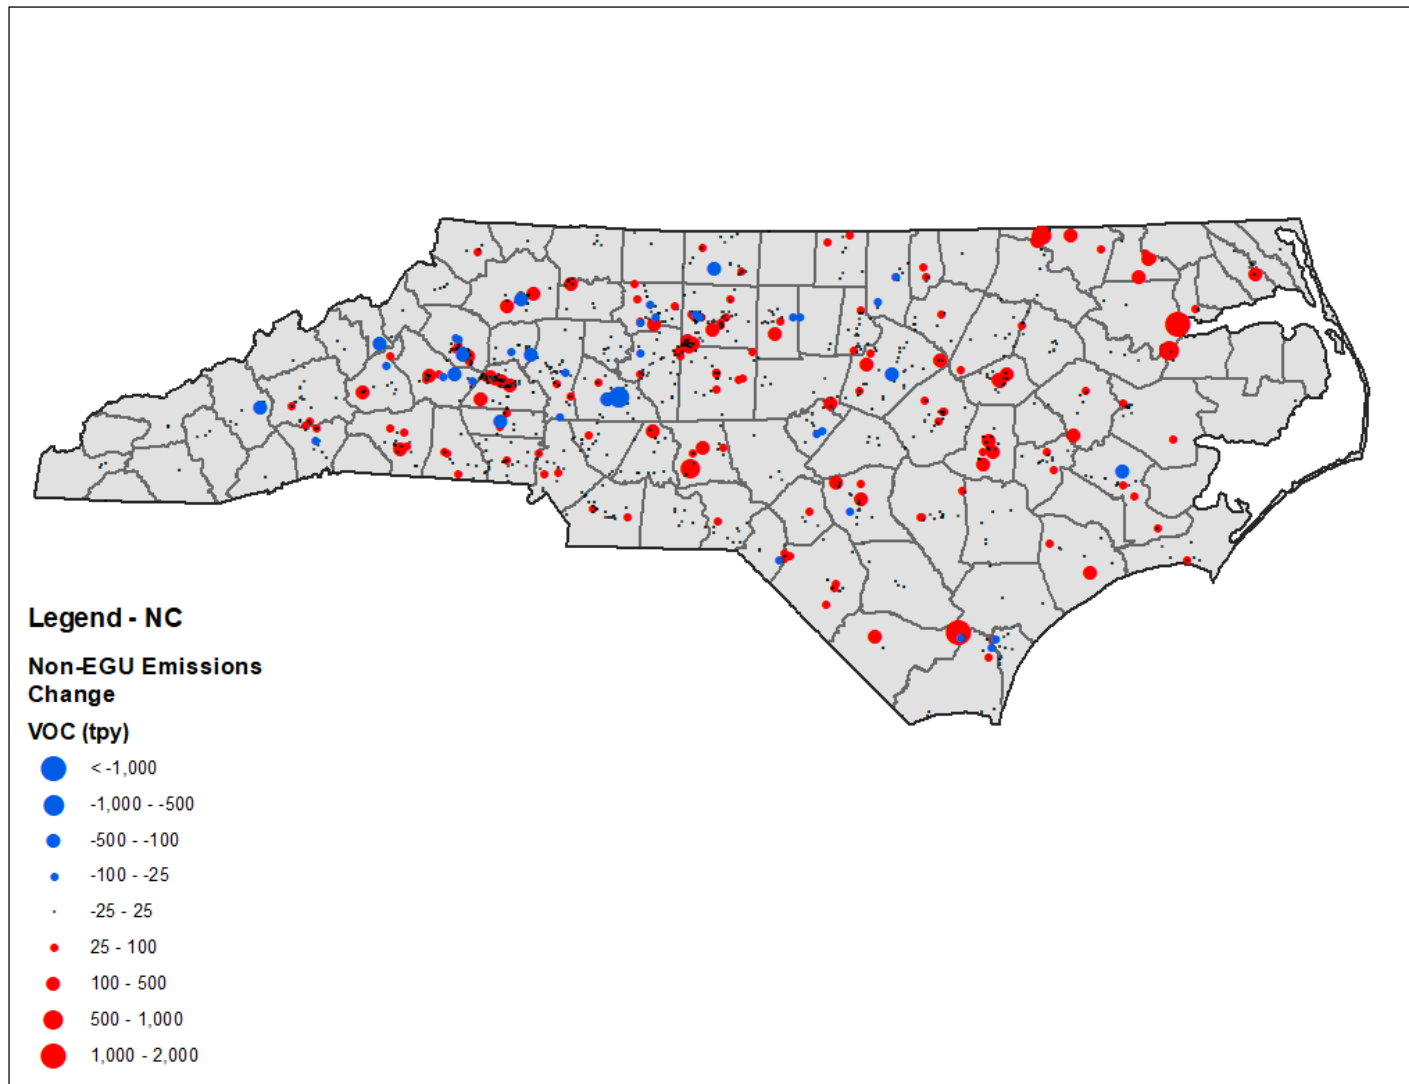 Legend - NC
Non-EGU Emissions
Change
VOC (tpy)
< -1,000
-1,000 - -500
-500 - -100
-100 - -25
-25 - 25
25 - 100
100 - 500
500 - 1,000
1,000 - 2,000